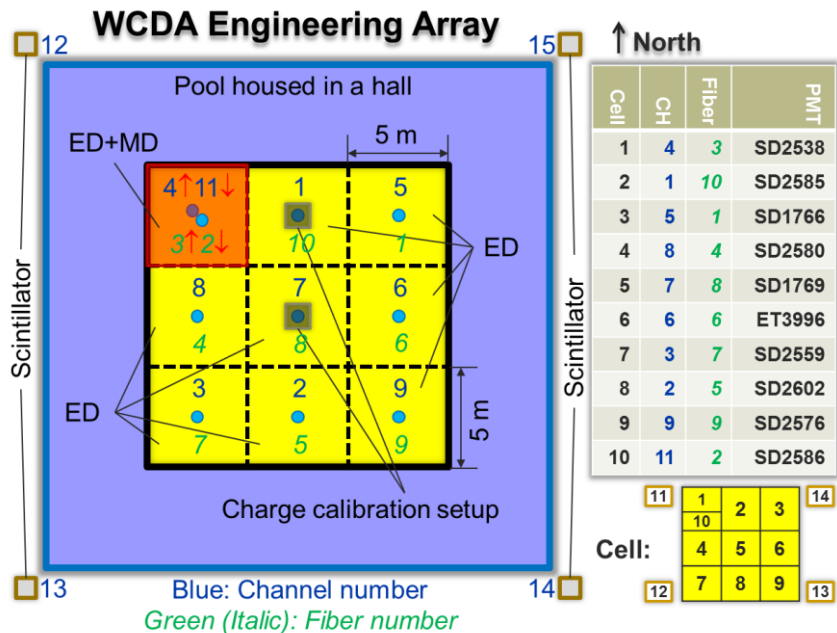 WCDA Engineering Array
12
15
↑ North
Pool housed in a hall
ED+MD
5 m
4↑11↓
1
5
3↑2↓
10
1
ED
8
7
6
4
8
6
Scintillator
Scintillator
3
2
9
ED
7
5
9
5 m
Charge calibration setup
13
14
Blue: Channel number
Green (Italic): Fiber number
Cell CH Fiber PMT
1 4 3 SD2538
2 1 10 SD2585
3 5 1 SD1766
4 8 4 SD2580
5 7 8 SD1769
6 6 6 ET3996
7 3 7 SD2559
8 2 5 SD2602
9 9 9 SD2576
10 11 2 SD2586
11
1
2
3
14
10
Cell:
4
5
6
12
7
8
9
13